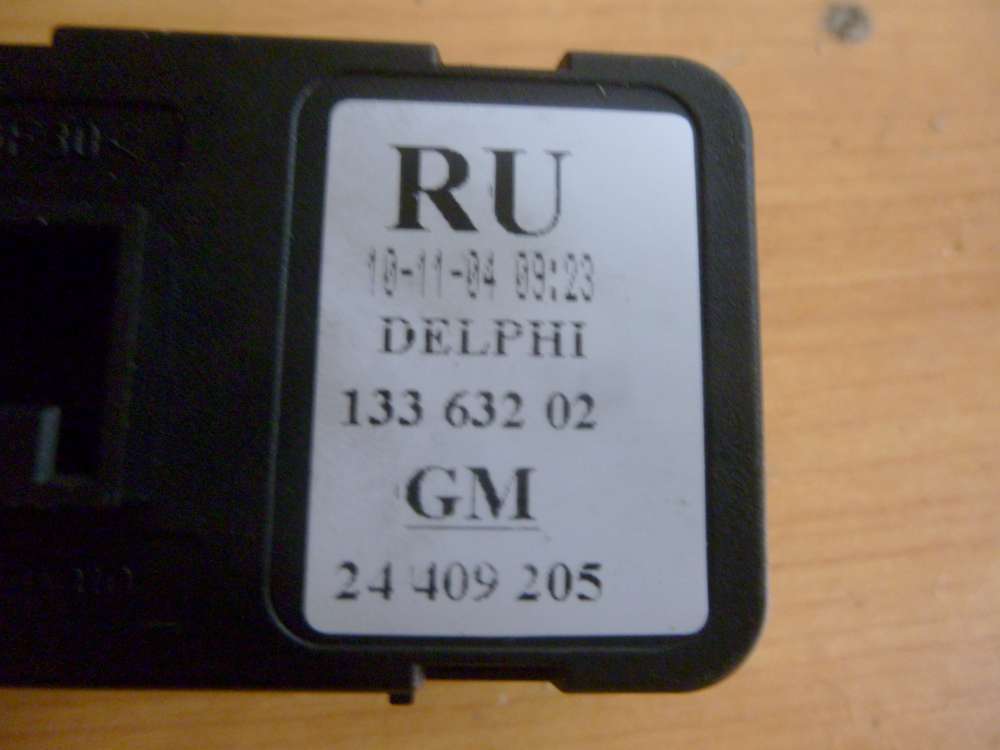 RU
10-11-04 09:23
DELPHI
133 632 02
GM
24 409 205